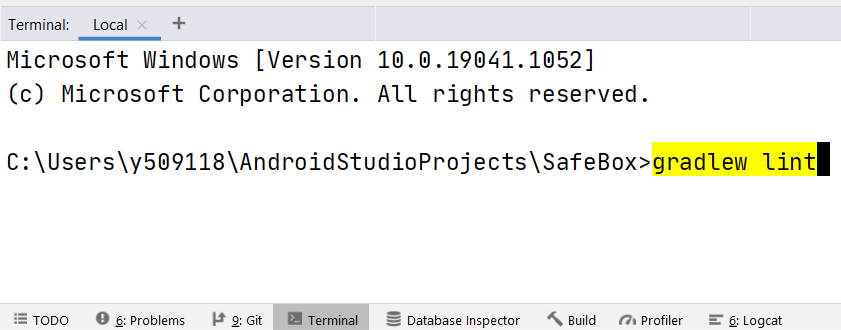 Terminal: Local × +
Microsoft Windows [Version 10.0.19041.1052]
(c) Microsoft Corporation. All rights reserved.
C:\Users\y509118\AndroidStudioProjects\SafeBox>gradlew lint
TODO 6: Problems 9: Git Terminal Database Inspector Build Profiler 6: Logcat